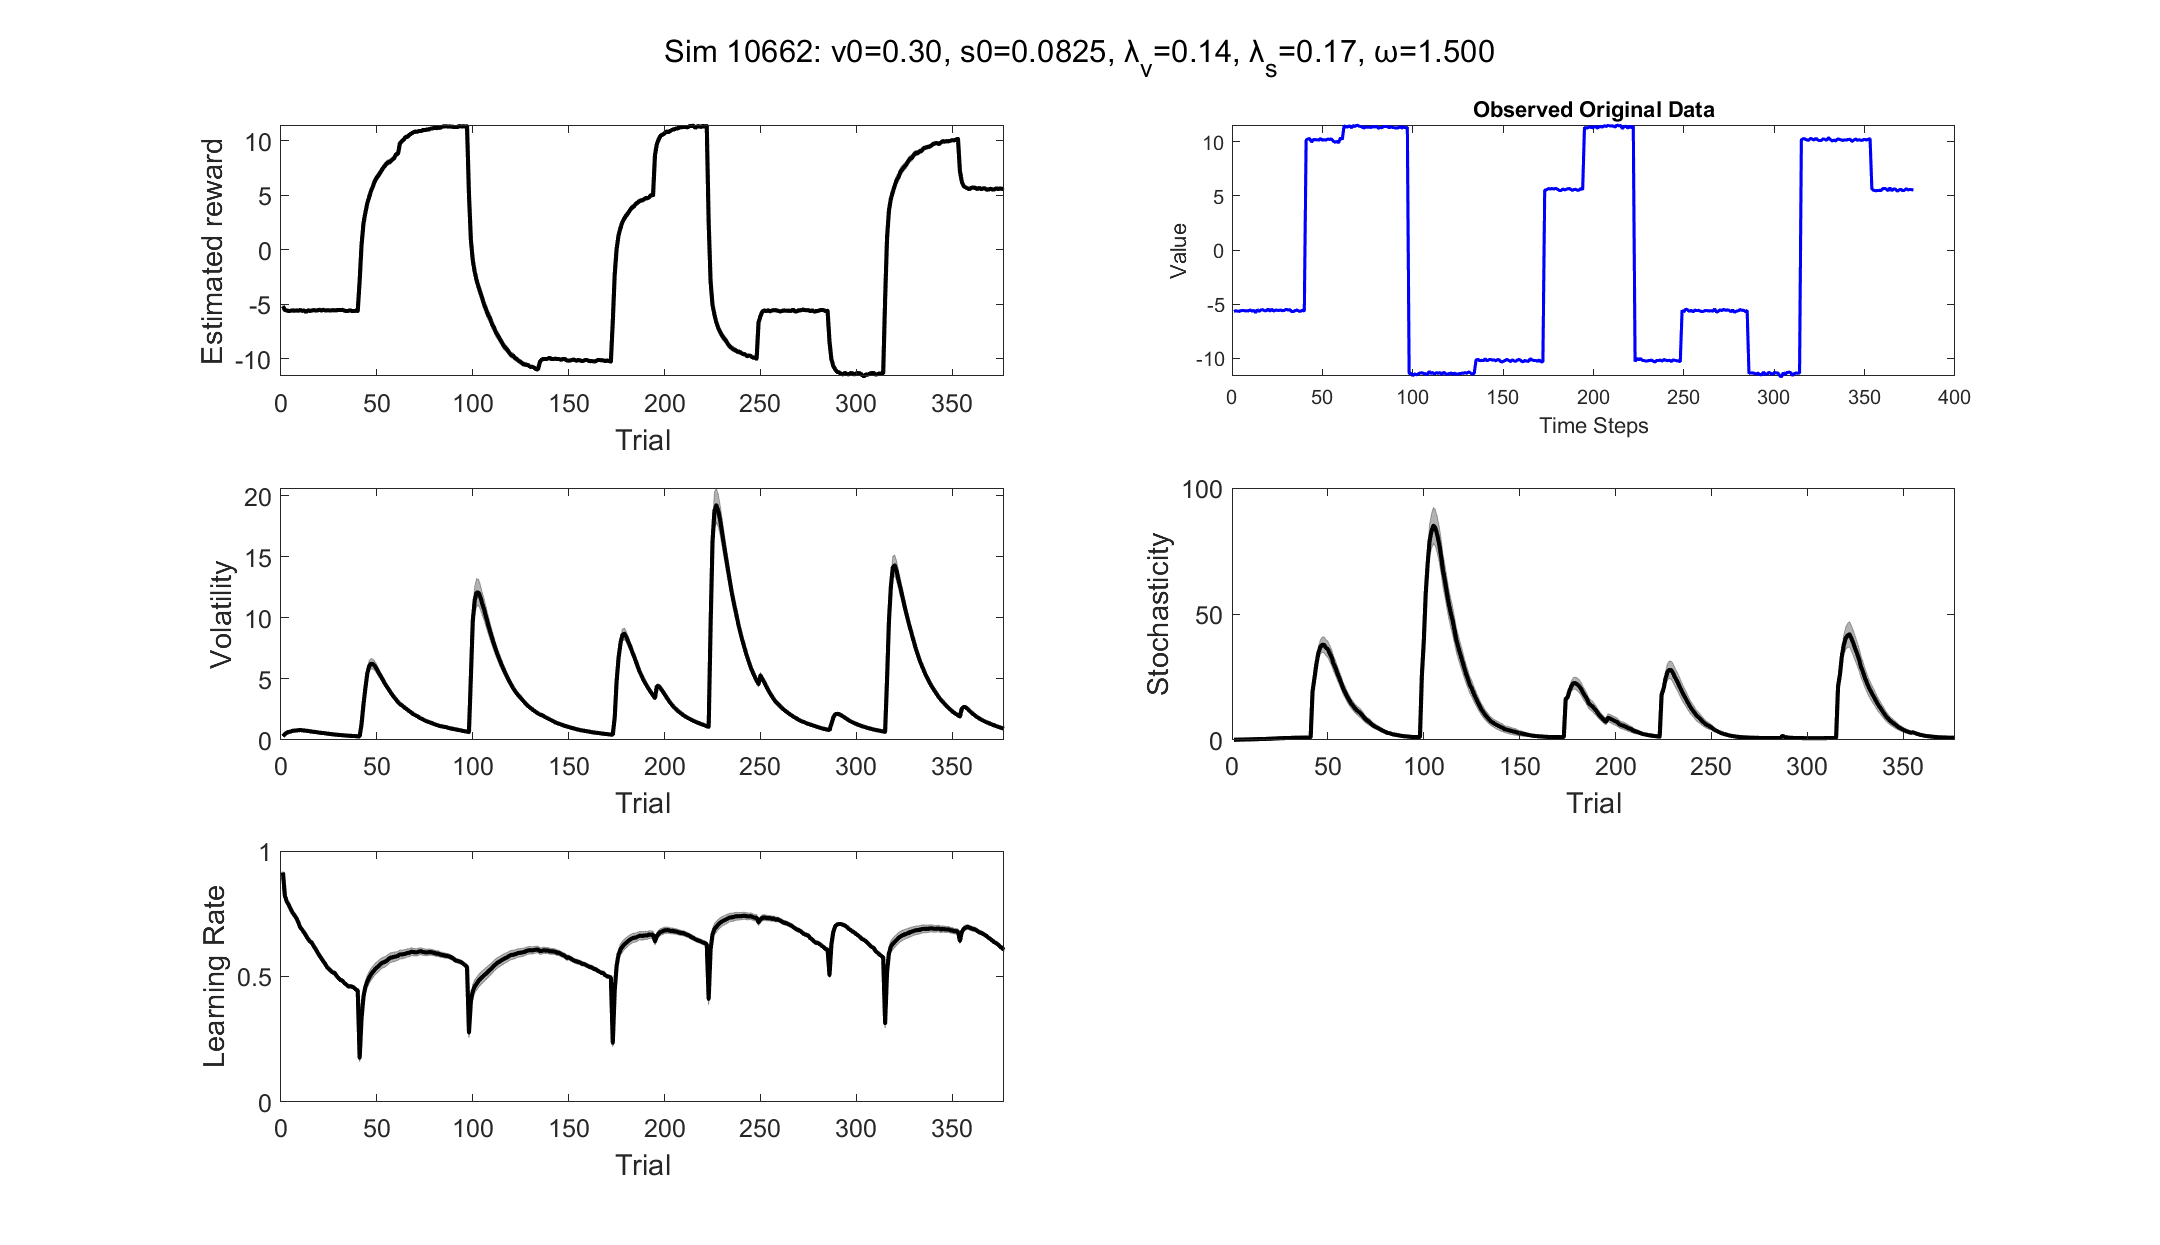 Sim 10662: v0=0.30, s0=0.0825, λ_v=0.14, λ_s=0.17, ω=1.500
Estimated reward
10
5
0
-5
-10
0 50 100 150 200 250 300 350
Trial
Observed Original Data
Value
10
5
0
-5
-10
0 50 100 150 200 250 300 350 400
Time Steps
Volatility
20
15
10
5
0
0 50 100 150 200 250 300 350
Trial
Stochasticity
100
50
0
0 50 100 150 200 250 300 350
Trial
Learning Rate
1
0.5
0
0 50 100 150 200 250 300 350
Trial